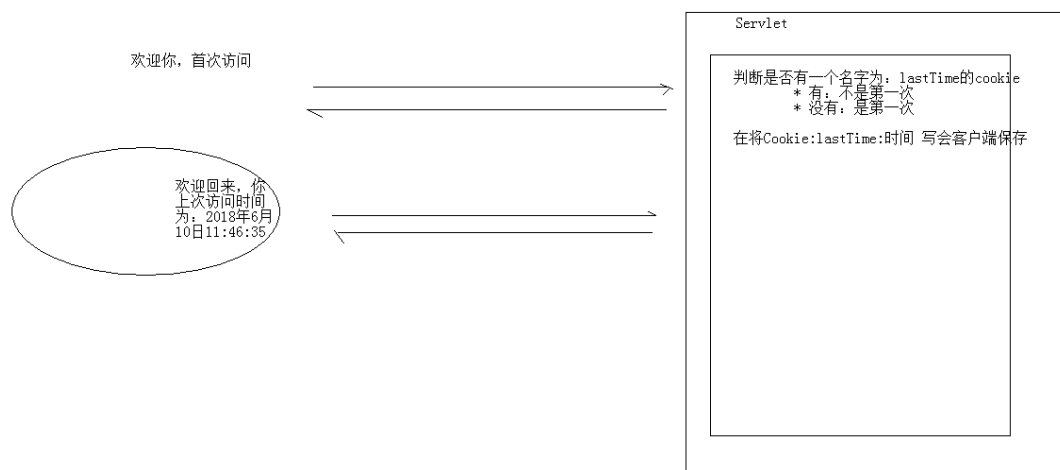 欢迎你，首次访问
欢迎回来，你
上次访问时间
为：2018年6月
10日11:46:35
Servlet
判断是否有一个名字为：lastTime的cookie
* 有：不是第一次
* 没有：是第一次
在将Cookie:lastTime:时间 写会客户端保存